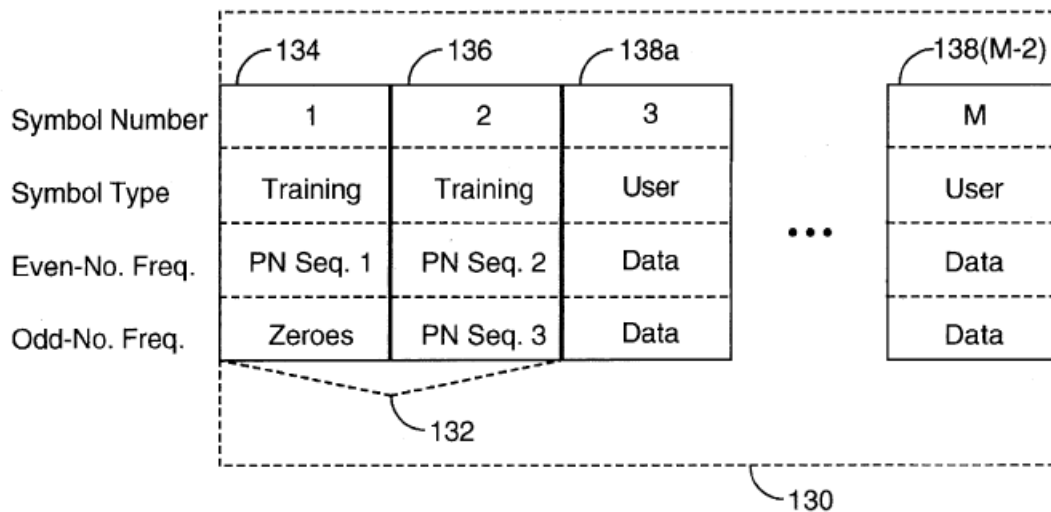 134 136 138a 138(M-2)
Symbol Number 1 2 3 M
Symbol Type Training Training User User
Even-No. Freq. PN Seq. 1 PN Seq. 2 Data ••• Data
Odd-No. Freq. Zeroes PN Seq. 3 Data Data
132
130